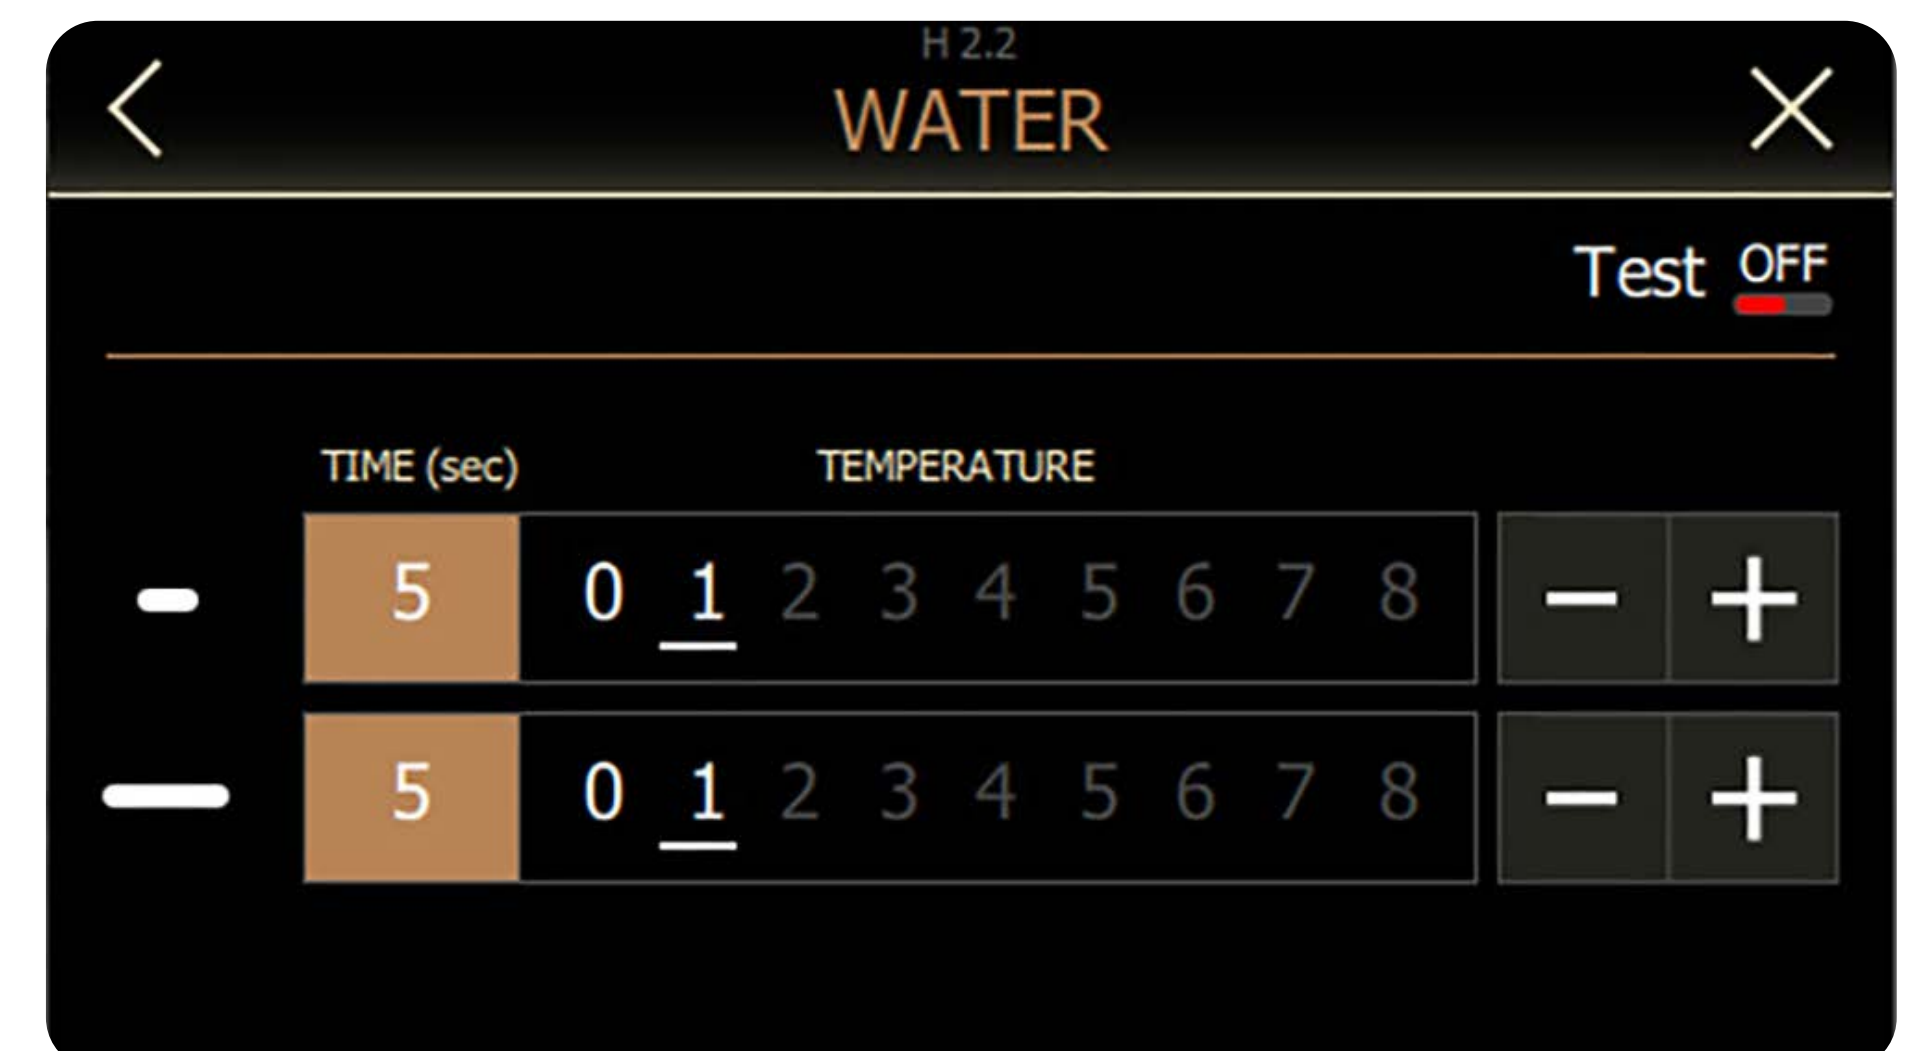 H 2.2
WATER
Test OFF
TIME (sec) TEMPERATURE
5 0 1 2 3 4 5 6 7 8 − +
5 0 1 2 3 4 5 6 7 8 − +